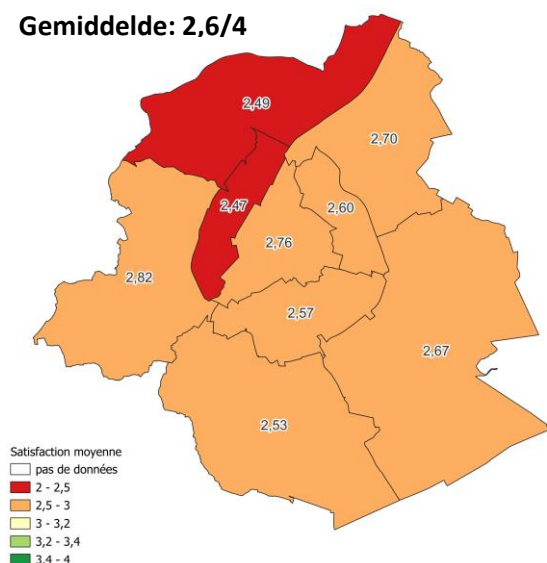 Gemiddelde: 2,6/4
2,49
2,70
2,47
2,60
2,76
2,82
2,57
2,67
2,53
Satisfaction moyenne
pas de données
2 - 2,5
2,5 - 3
3 - 3,2
3,2 - 3,4
3,4 - 4